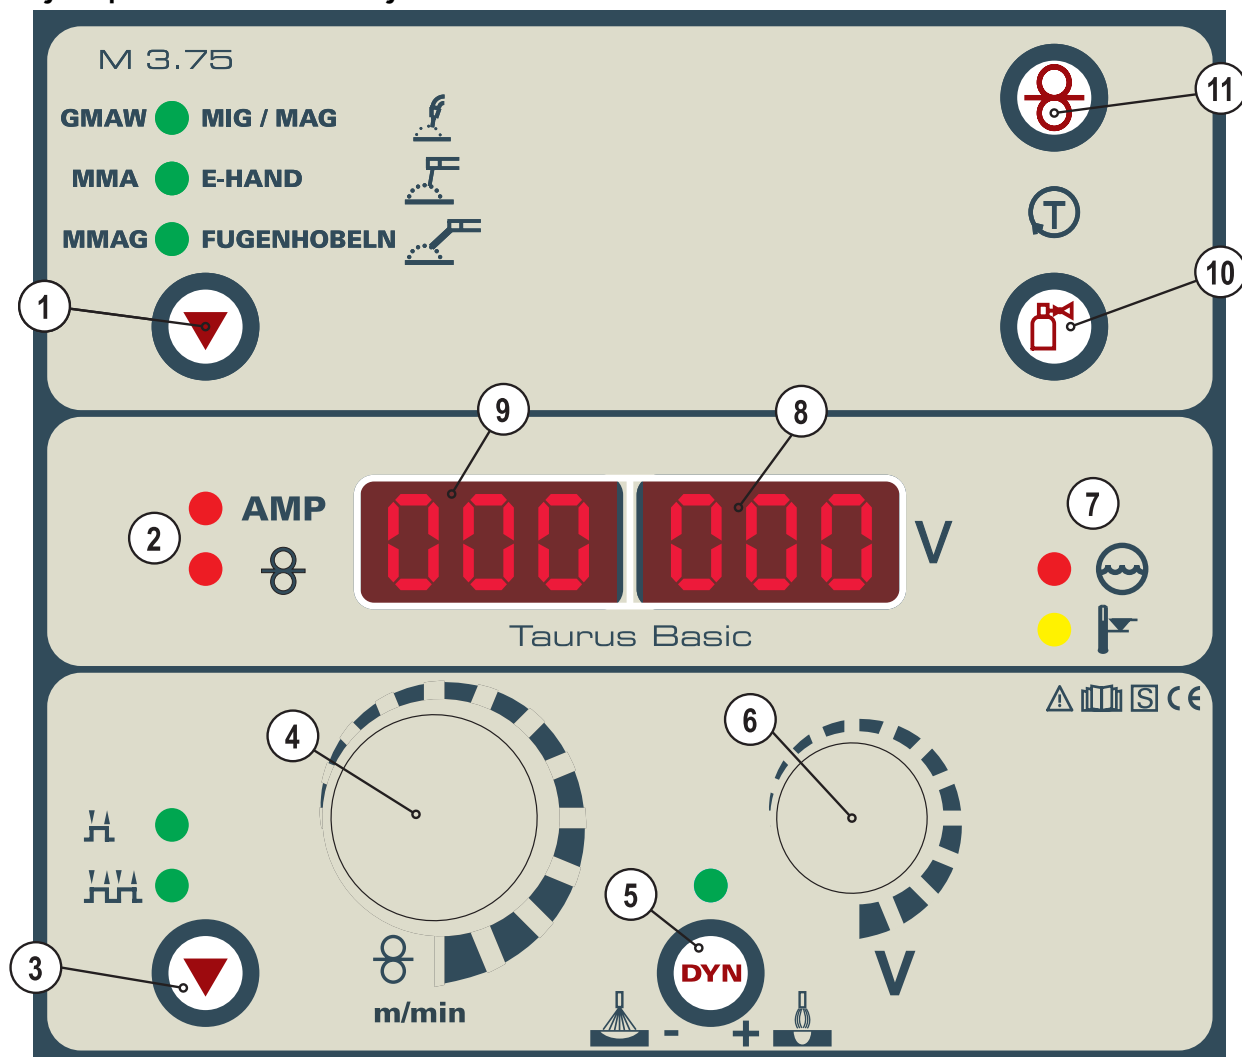 M 3.75
GMAW MIG / MAG
MMA E-HAND
MMAG FUGENHOBELN
11
T
10
1
9
8
AMP
2
000 000 V
7
Taurus Basic
4
6
S CE
5
3
DYN
m/min
V
- +